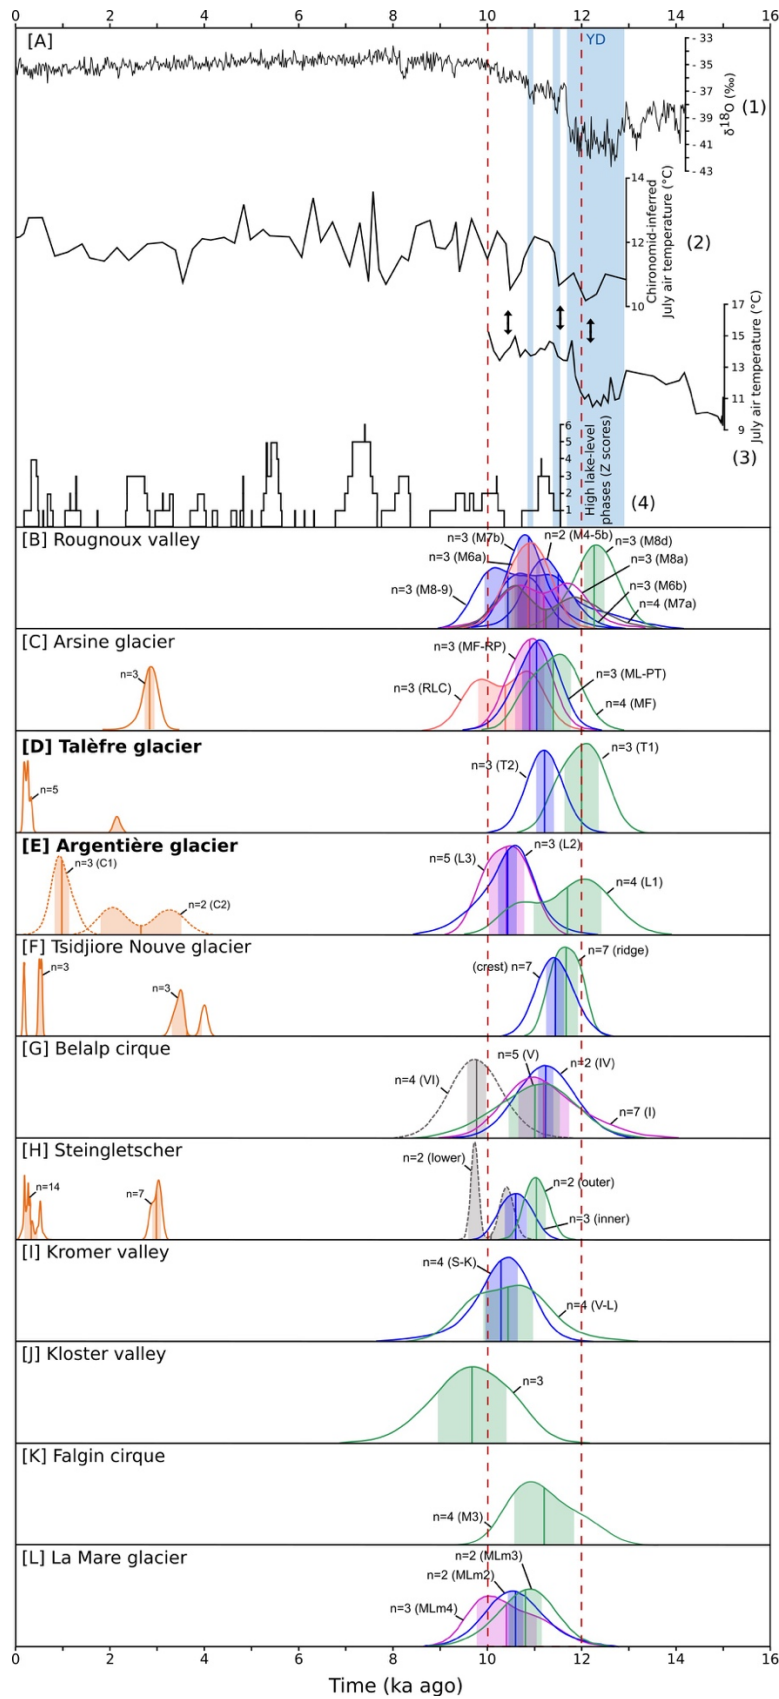 0 2 4 6 8 10 12 14 16
[A]
YD
- 33
- 35
- 37
- 39
- 41
- 43
δ18O (‰)
(1)
14
12
10
Chironomid-inferred
July air temperature (°C)
(2)
17
15
13
11
9
July air temperature (°C)
(3)
6
5
4
3
2
1
High lake-level
phases (Z scores)
(4)
[B] Rougnoux valley
n=3 (M7b)
n=2 (M4-5b)
n=3 (M8d)
n=3 (M6a)
n=3 (M8a)
n=3 (M8-9)
n=3 (M6b)
n=4 (M7a)
[C] Arsine glacier
n=3
n=3 (MF-RP)
n=3 (ML-PT)
n=3 (RLC)
n=4 (MF)
[D] Talèfre glacier
n=5
n=3 (T2)
n=3 (T1)
[E] Argentière glacier
n=3 (C1)
n=2 (C2)
n=5 (L3)
n=3 (L2)
n=4 (L1)
[F] Tsidjiore Nouve glacier
n=3
n=3
(crest) n=7
n=7 (ridge)
[G] Belalp cirque
n=4 (VI)
n=5 (V)
n=2 (IV)
n=7 (I)
[H] Steingletscher
n=14
n=7
n=2 (lower)
n=2 (outer)
n=3 (inner)
[I] Kromer valley
n=4 (S-K)
n=4 (V-L)
[J] Kloster valley
n=3
[K] Falgin cirque
n=4 (M3)
[L] La Mare glacier
n=2 (MLm3)
n=2 (MLm2)
n=3 (MLm4)
0 2 4 6 8 10 12 14 16
Time (ka ago)